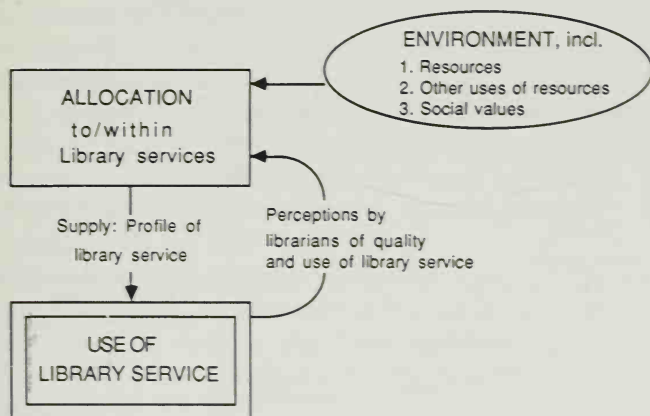 ENVIRONMENT, incl.
1. Resources
2. Other uses of resources
3. Social values
ALLOCATION
to/within
Library services
Supply: Profile of
library service
Perceptions by
librarians of quality
and use of library service
USE OF
LIBRARY SERVICE